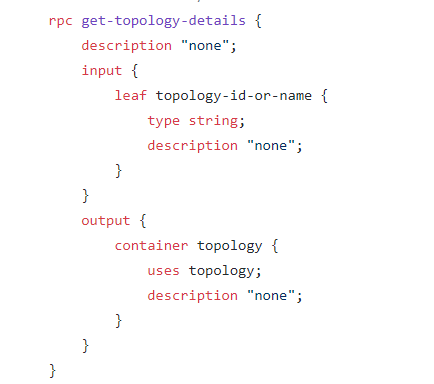 rpc get-topology-details {
    description "none";
    input {
        leaf topology-id-or-name {
            type string;
            description "none";
        }
    }
    output {
        container topology {
            uses topology;
            description "none";
        }
    }
}